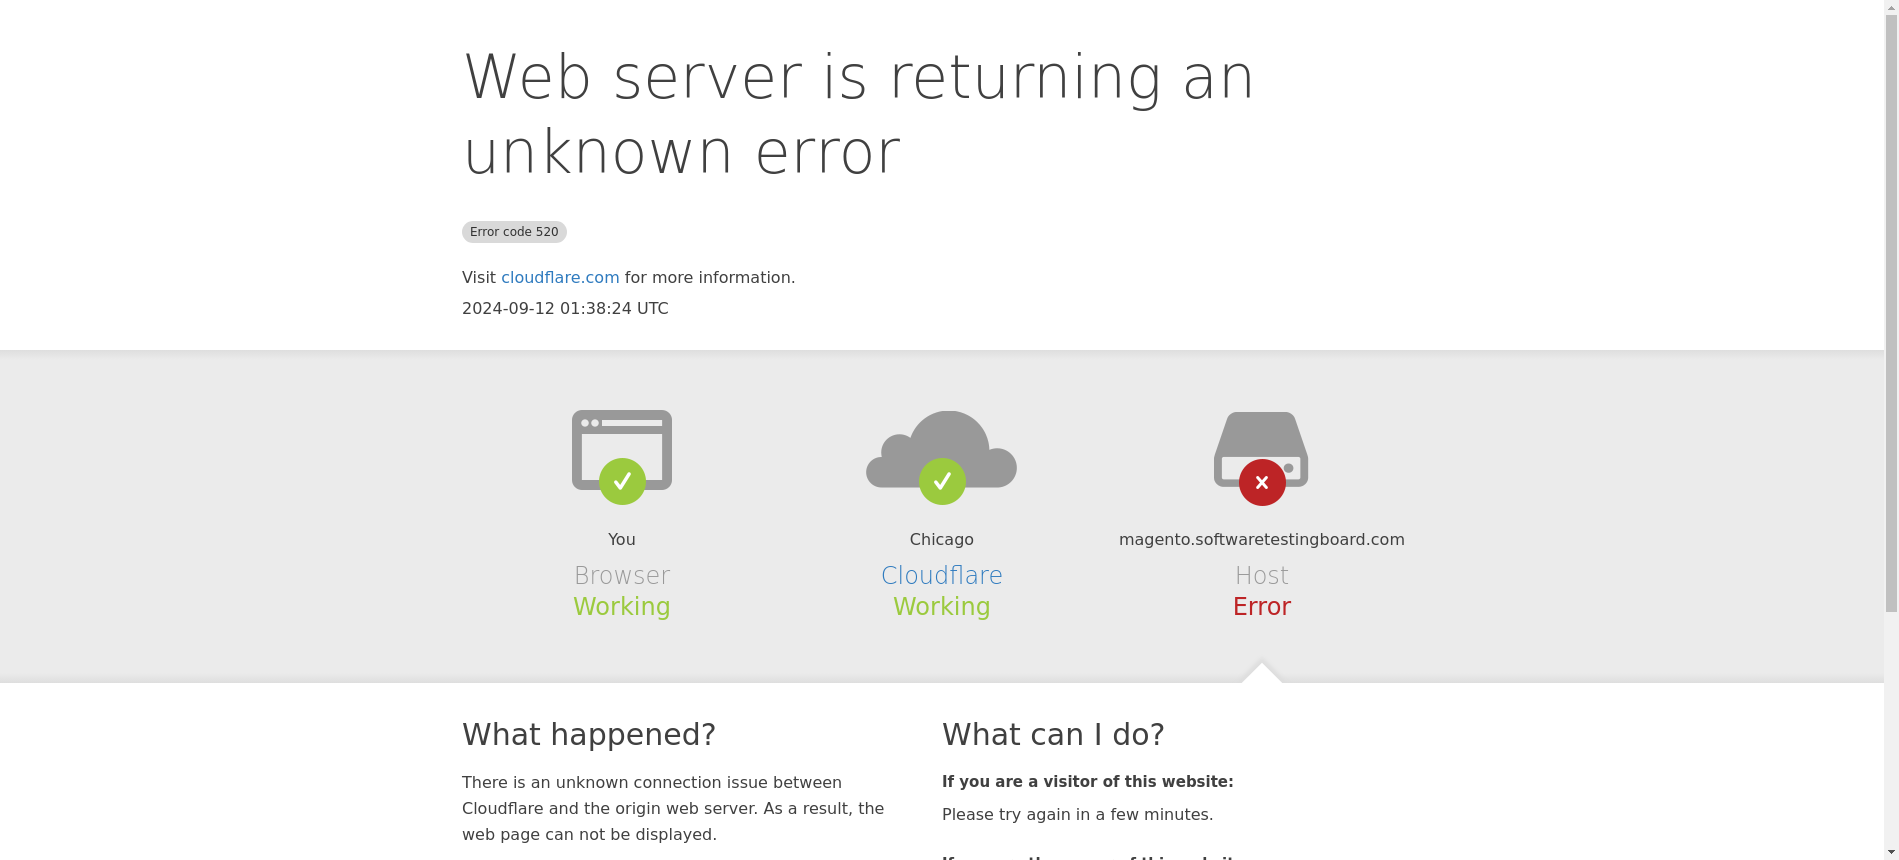 Web server is returning an
unknown error
Error code 520
Visit cloudflare.com for more information.
2024-09-12 01:38:24 UTC
You
Browser
Working
Chicago
Cloudflare
Working
magento.softwaretestingboard.com
Host
Error
What happened?
There is an unknown connection issue between
Cloudflare and the origin web server. As a result, the
web page can not be displayed.
What can I do?
If you are a visitor of this website:
Please try again in a few minutes.